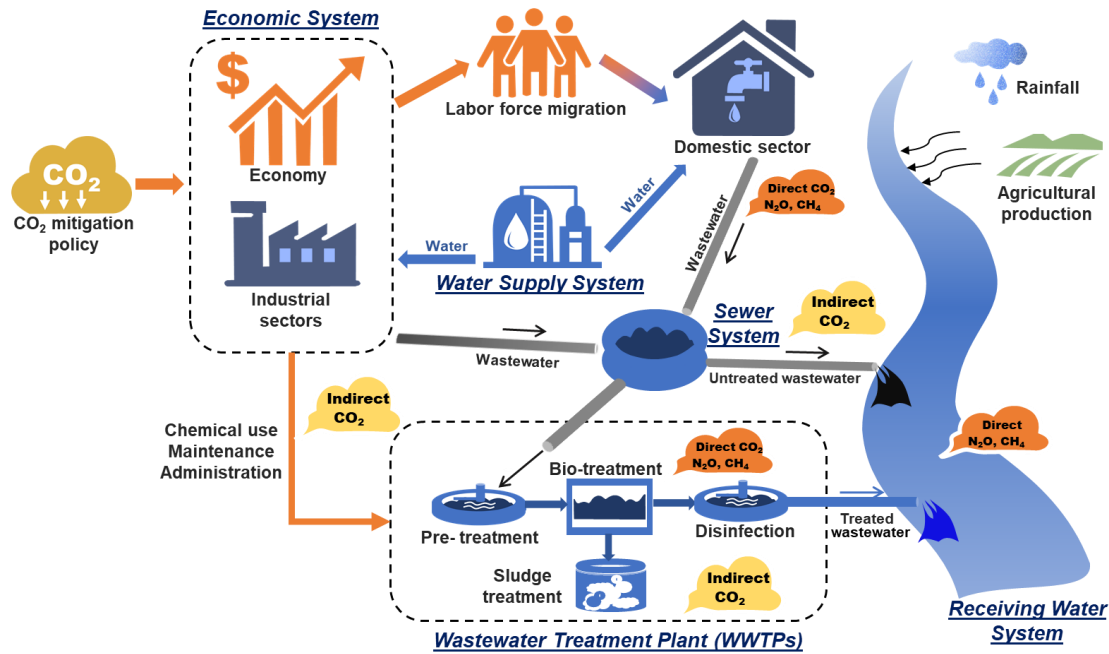 Economic System
$
Economy
Industrial
sectors
CO₂
CO₂ mitigation
policy
Labor force migration
Domestic sector
Rainfall
Agricultural
production
Water
Water
Water Supply System
Wastewater
Direct CO₂
N₂O, CH₄
Sewer
System
Indirect
CO₂
Wastewater
Untreated wastewater
Indirect
CO₂
Chemical use
Maintenance
Administration
Direct
N₂O, CH₄
Direct CO₂
N₂O, CH₄
Bio-treatment
Pre- treatment
Disinfection
Treated
wastewater
Sludge
treatment
Indirect
CO₂
Wastewater Treatment Plant (WWTPs)
Receiving Water
System